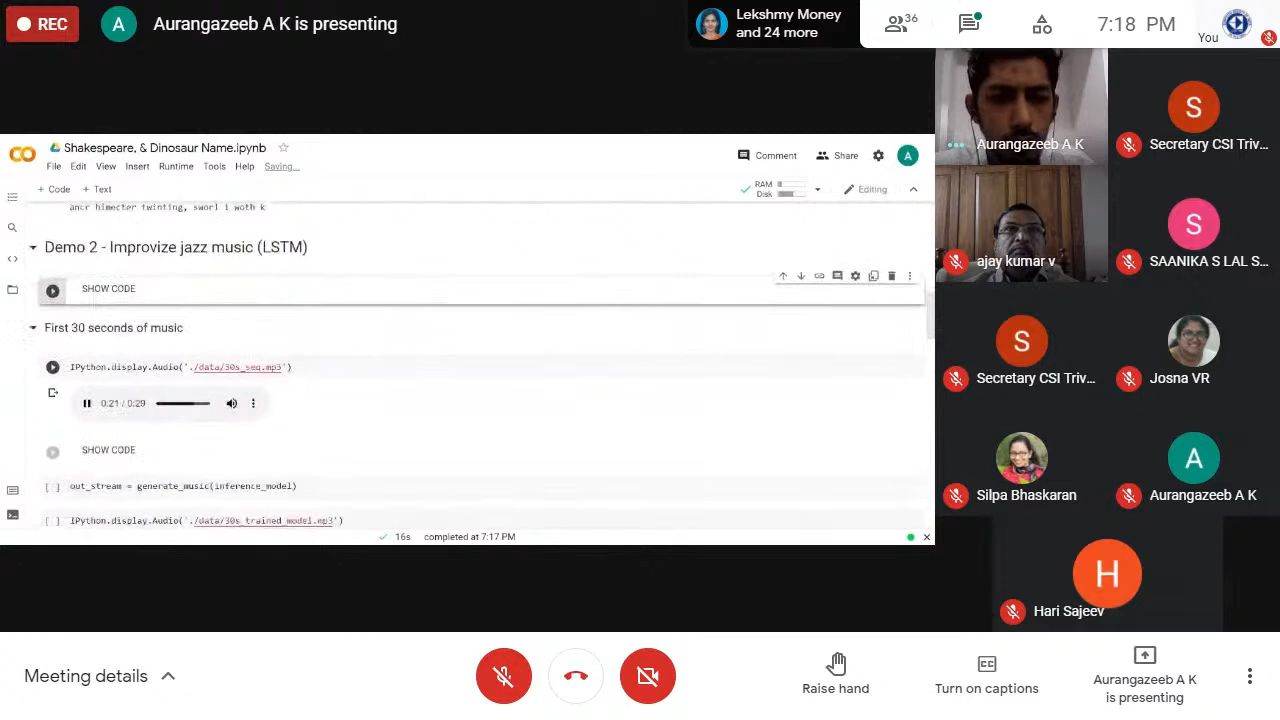 REC
A
Aurangazeeb A K is presenting
Lekshmy Money
and 24 more
36
7:18 PM
You
Shakespeare, & Dinosaur Name.ipynb
File Edit View Insert Runtime Tools Help Saving...
Comment
Share
A
+ Code + Text
RAM
Disk
Editing
ancr himecter twinting, sworl i woth k
Demo 2 - Improvize jazz music (LSTM)
SHOW CODE
First 30 seconds of music
IPython.display.Audio('./data/30s_seq.mp3')
0:21 / 0:29
SHOW CODE
[ ] out_stream = generate_music(inference_model)
[ ] IPython.display.Audio('./data/30s_trained_model.mp3')
16s completed at 7:17 PM
Aurangazeeb A K
S
Secretary CSI Triv...
ajay kumar v
S
SAANIKA S LAL S...
S
Secretary CSI Triv...
Josna VR
Silpa Bhaskaran
A
Aurangazeeb A K
H
Hari Sajeev
Meeting details
Raise hand
Turn on captions
Aurangazeeb A K
is presenting